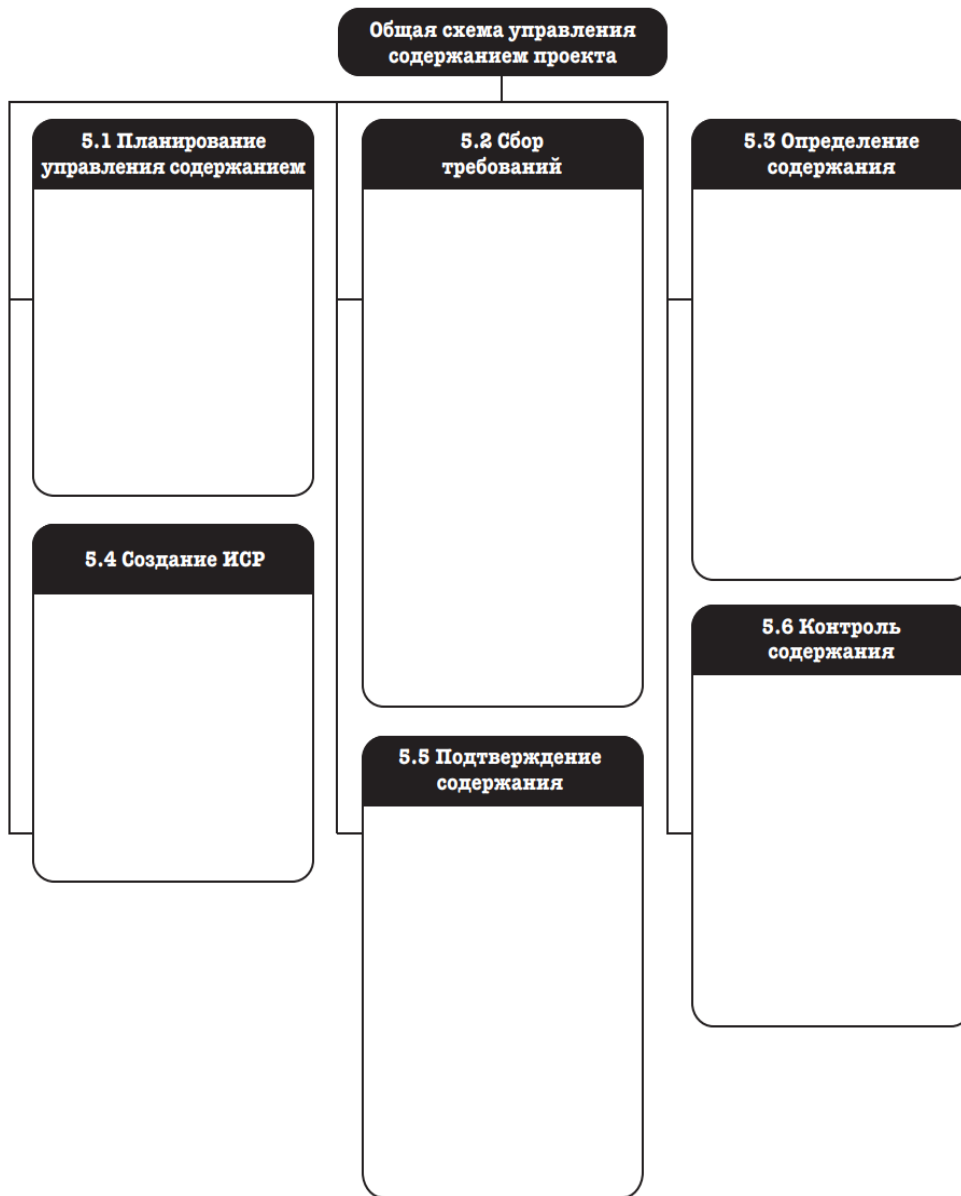 Общая схема управления
содержанием проекта
5.1 Планирование
управления содержанием
5.2 Сбор
требований
5.3 Определение
содержания
5.4 Создание ИСР
5.6 Контроль
содержания
5.5 Подтверждение
содержания